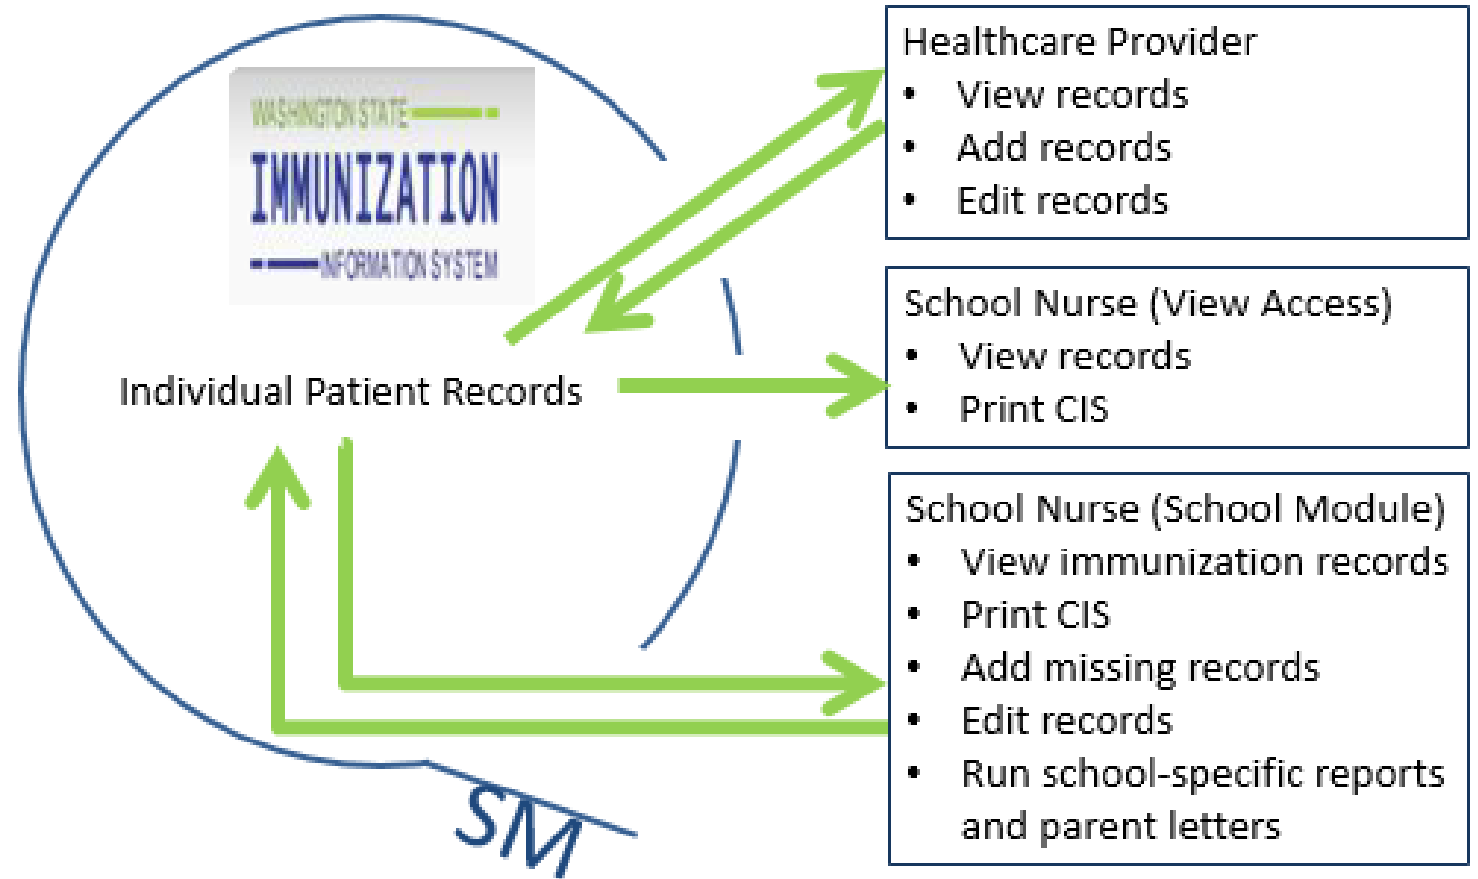 WASHINGTON STATE
IMMUNIZATION
INFORMATION SYSTEM
Individual Patient Records
SM
Healthcare Provider
• View records
• Add records
• Edit records
School Nurse (View Access)
• View records
• Print CIS
School Nurse (School Module)
• View immunization records
• Print CIS
• Add missing records
• Edit records
• Run school-specific reports
and parent letters